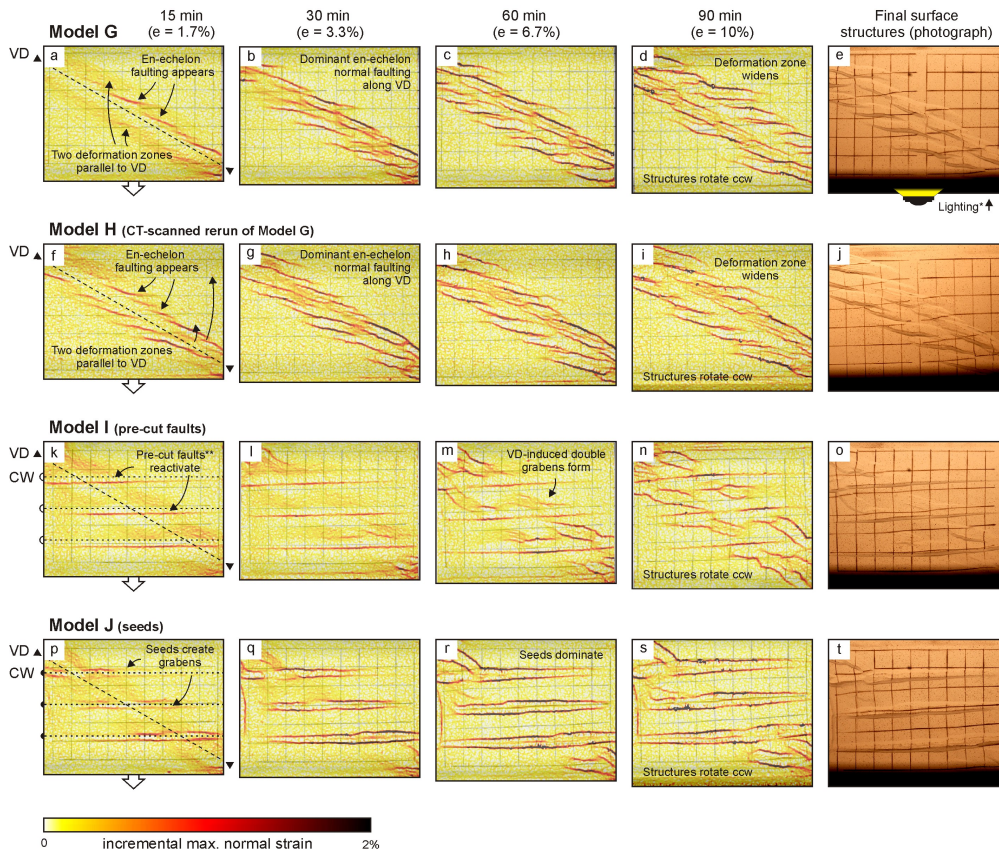 15 min
(e = 1.7%)
30 min
(e = 3.3%)
60 min
(e = 6.7%)
90 min
(e = 10%)
Final surface
structures (photograph)
Model G
VD
a
En-echelon
faulting appears
Two deformation zones
parallel to VD
b
Dominant en-echelon
normal faulting
along VD
c
d
Deformation zone
widens
Structures rotate ccw
e
Lighting*
Model H (CT-scanned rerun of Model G)
VD
f
En-echelon
faulting appears
Two deformation zones
parallel to VD
g
Dominant en-echelon
normal faulting
along VD
h
i
Deformation zone
widens
Structures rotate ccw
j
Model I (pre-cut faults)
VD
CW
k
Pre-cut faults**
reactivate
l
m
VD-induced double
grabens form
n
Structures rotate ccw
o
Model J (seeds)
VD
CW
p
Seeds create
grabens
q
r
Seeds dominate
s
Structures rotate ccw
t
0
incremental max. normal strain
2%